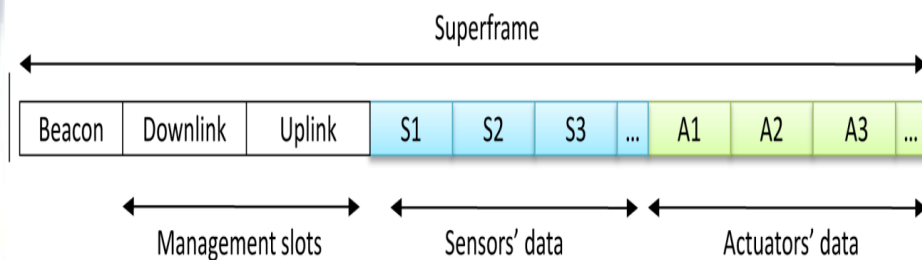 Superframe
Beacon Downlink Uplink S1 S2 S3 ... A1 A2 A3 ...
Management slots Sensors' data Actuators' data